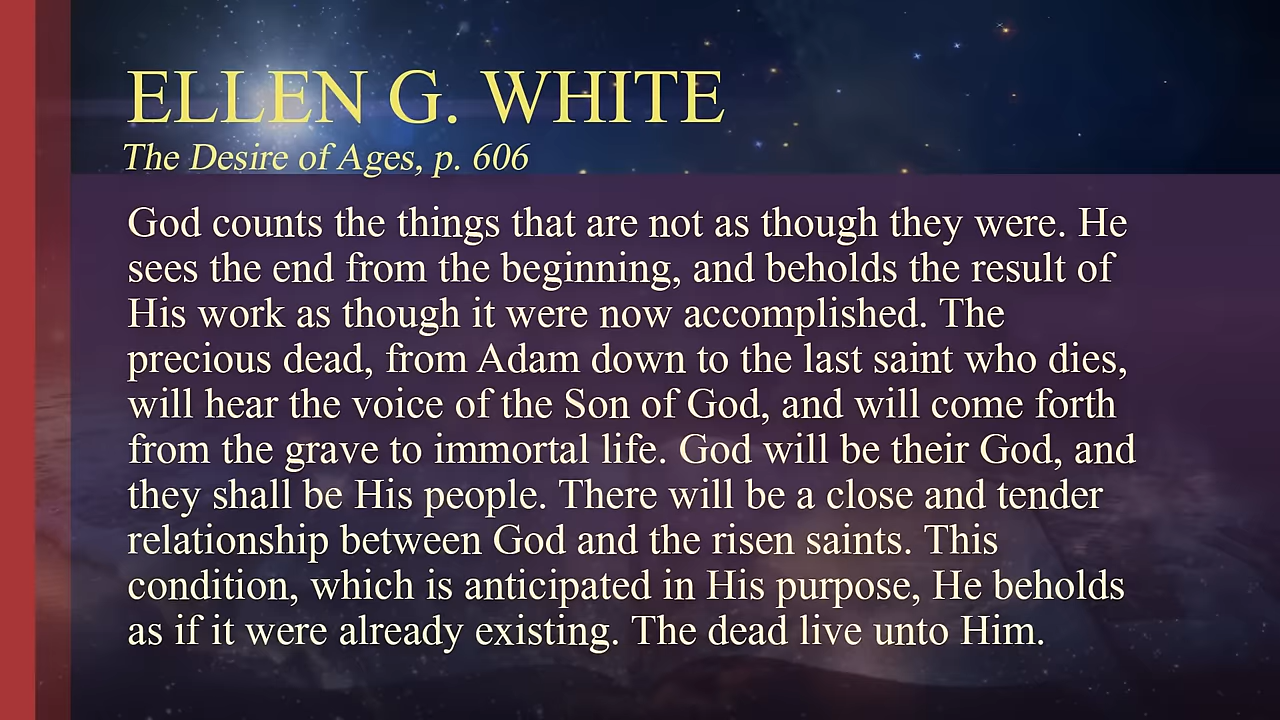 ELLEN G. WHITE
The Desire of Ages, p. 606
God counts the things that are not as though they were. He
sees the end from the beginning, and beholds the result of
His work as though it were now accomplished. The
precious dead, from Adam down to the last saint who dies,
will hear the voice of the Son of God, and will come forth
from the grave to immortal life. God will be their God, and
they shall be His people. There will be a close and tender
relationship between God and the risen saints. This
condition, which is anticipated in His purpose, He beholds
as if it were already existing. The dead live unto Him.